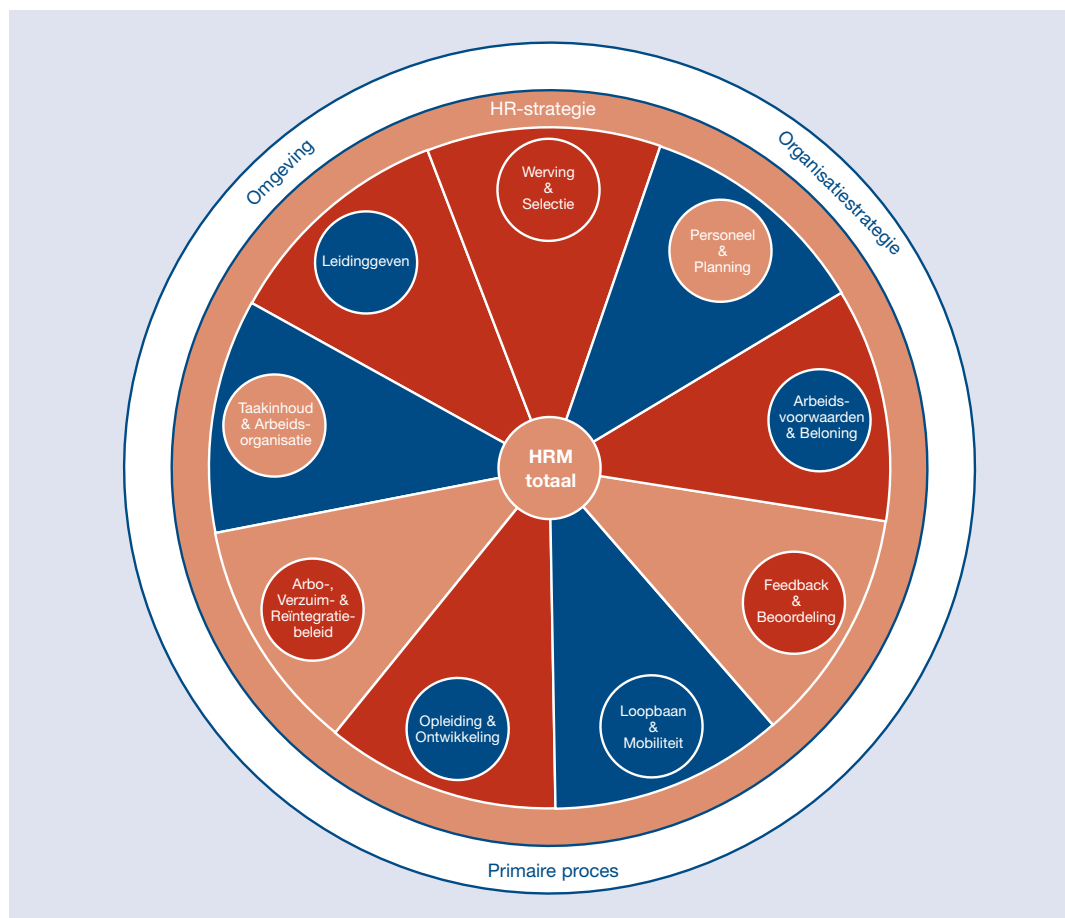 HR-strategie
Omgeving
Organisatiestrategie
Werving
&
Selectie
Personeel
&
Planning
Leidinggeven
Arbeids-
voorwaarden
& Beloning
Taakinhoud
& Arbeids-
organisatie
HRM
totaal
Feedback
&
Beoordeling
Arbo-,
Verzuim- &
Reïntegratie-
beleid
Loopbaan
&
Mobiliteit
Opleiding &
Ontwikkeling
Primaire proces